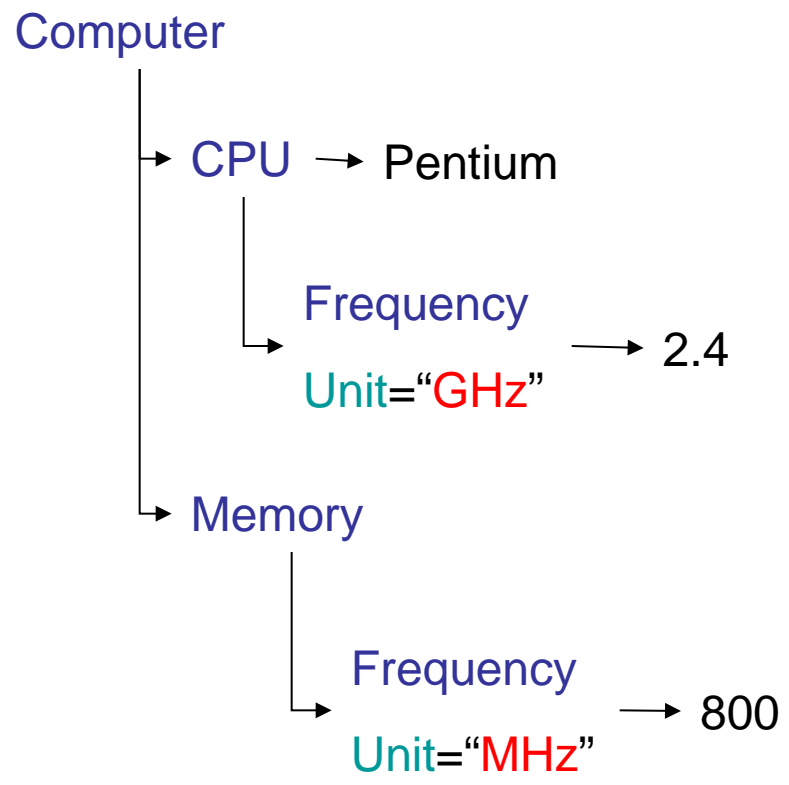 Computer
CPU
Pentium
Frequency
Unit=“GHz”
2.4
Memory
Frequency
Unit=“MHz”
800